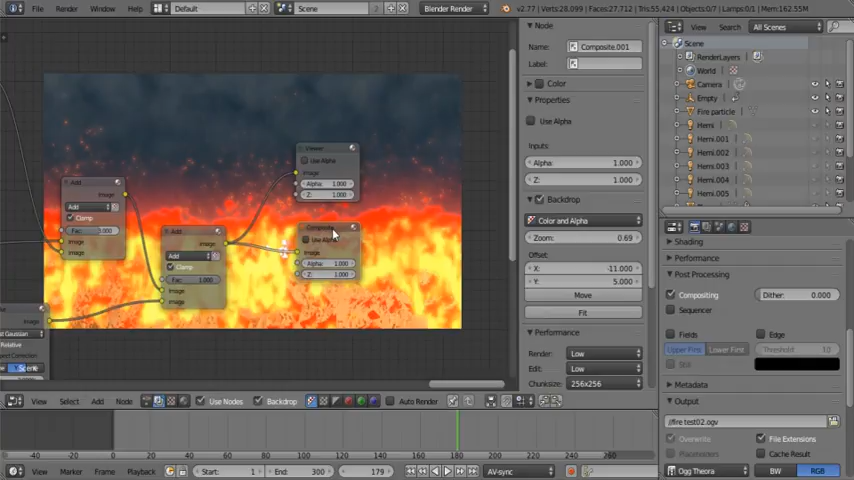 File Render Window Help Default Scene Blender Render v2.77 | Verts:28,099 | Faces:27,712 | Tris:55,424 | Objects:0/7 | Lamps:0/1 | Mem:162.55M
View Search All Scenes
Scene
RenderLayers
World
Camera
Empty
Fire particle
Hemi
Hemi.001
Hemi.002
Hemi.003
Hemi.004
Hemi.005
Node
Name: Composite.001
Label:
Color
Properties
Use Alpha
Inputs:
Alpha: 1.000
Z: 1.000
Backdrop
Color and Alpha
Zoom: 0.69
Offset:
X: -11.000
Y: 5.000
Move
Fit
Performance
Render: Low
Edit: Low
Chunksize: 256x256
Viewer
Use Alpha
Image
Alpha: 1.000
Z: 1.000
Composite
Use Alpha
Image
Alpha: 1.000
Z: 1.000
Add
Image
Add
Clamp
Fac: 1.000
Image
Image
Add
Image
Add
Clamp
Fac: 1.000
Image
Image
Image
Relative
Scene
Shading
Performance
Post Processing
Compositing
Dither: 0.000
Sequencer
Fields
Edge
Upper First
Lower First
Threshold 10
Still
Metadata
Output
//fire test02.ogv
Overwrite
File Extensions
Placeholders
Cache Result
Ogg Theora
BW
RGB
View Select Add Node Use Nodes Backdrop Auto Render
-40 -20 0 20 40 60 80 100 120 140 160 180 200 220 240 260
View Marker Frame Playback Start: 1 End: 300 179 AV-sync